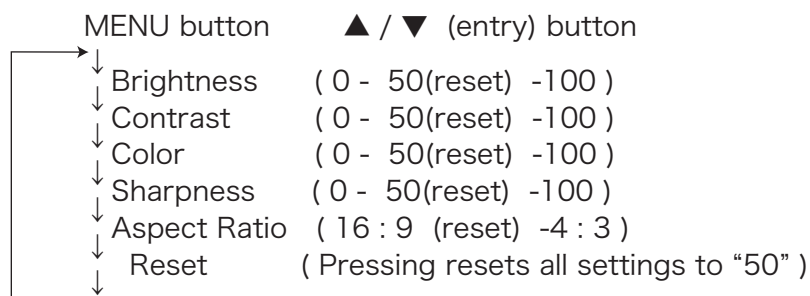 MENU button ▲ / ▼ (entry) button
Brightness ( 0 - 50(reset) -100 )
Contrast ( 0 - 50(reset) -100 )
Color ( 0 - 50(reset) -100 )
Sharpness ( 0 - 50(reset) -100 )
Aspect Ratio ( 16 : 9 (reset) -4 : 3 )
Reset ( Pressing resets all settings to “50” )